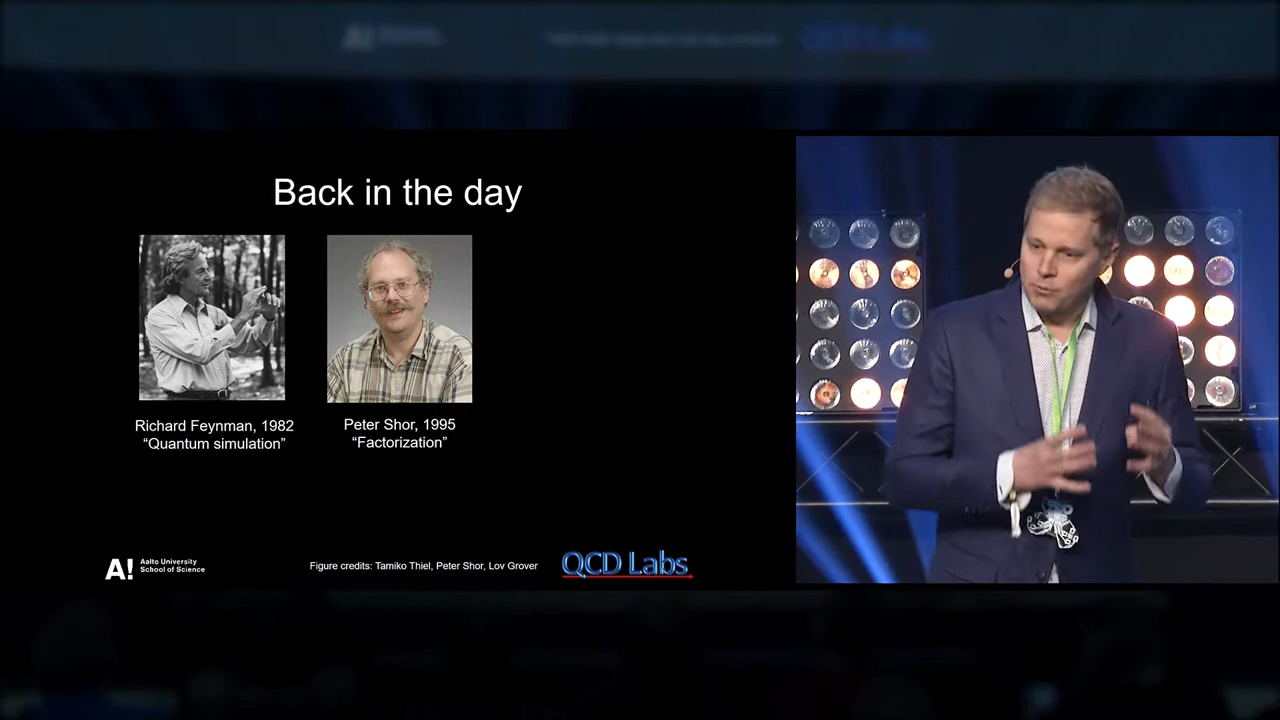 Back in the day
Richard Feynman, 1982
“Quantum simulation”
Peter Shor, 1995
“Factorization”
A! Aalto University
School of Science
Figure credits: Tamiko Thiel, Peter Shor, Lov Grover
QCD Labs